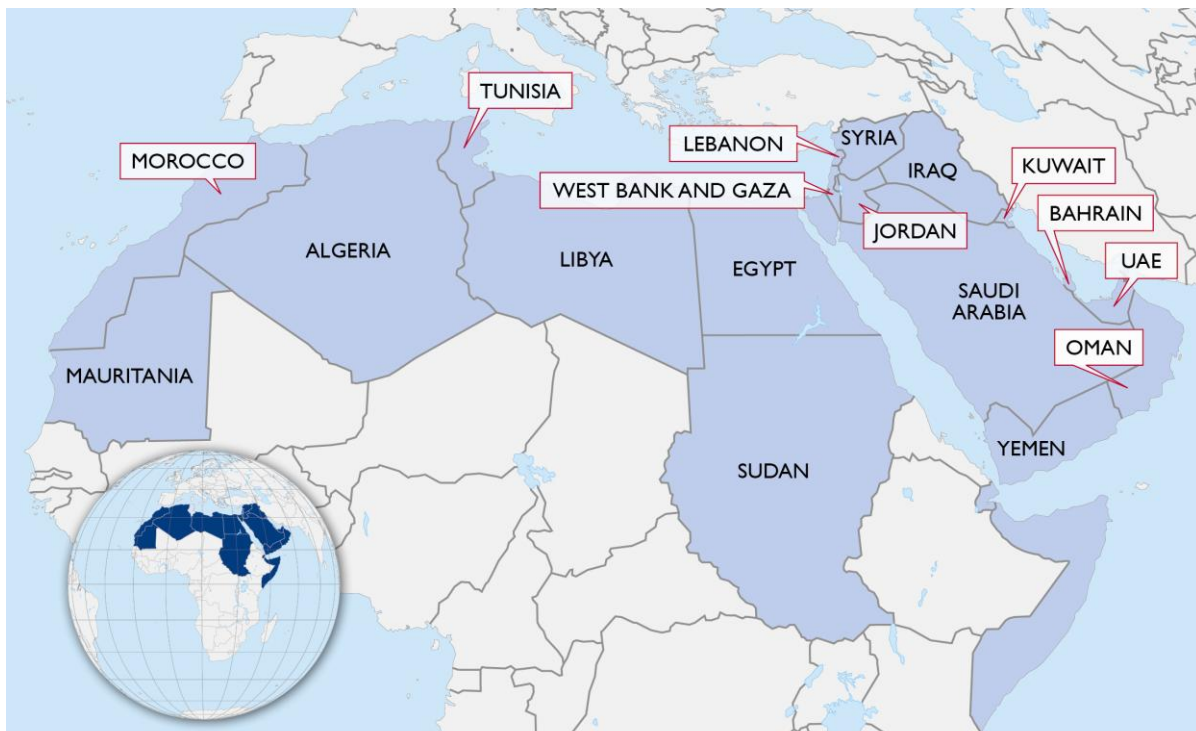 TUNISIA
MOROCCO
LEBANON
SYRIA
WEST BANK AND GAZA
IRAQ
KUWAIT
JORDAN
BAHRAIN
ALGERIA
LIBYA
EGYPT
UAE
SAUDI
ARABIA
OMAN
MAURITANIA
SUDAN
YEMEN